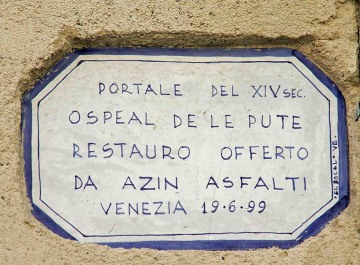 PORTALE DEL XIV SEC.
OSPEAL DE LE PUTE
RESTAURO OFFERTO
DA AZIN ASFALTI
VENEZIA 19·6·99